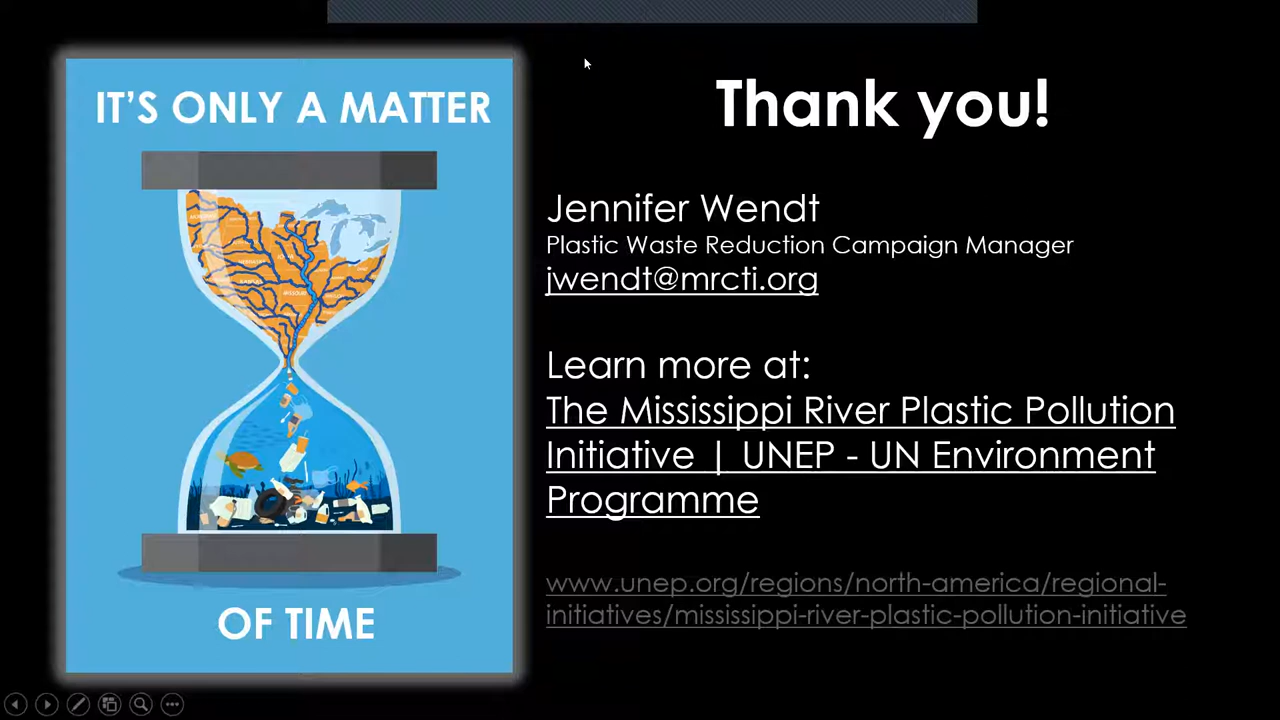 IT'S ONLY A MATTER
OF TIME
Thank you!
Jennifer Wendt
Plastic Waste Reduction Campaign Manager
jwendt@mrcti.org
Learn more at:
The Mississippi River Plastic Pollution
Initiative | UNEP - UN Environment
Programme
www.unep.org/regions/north-america/regional-
initiatives/mississippi-river-plastic-pollution-initiative